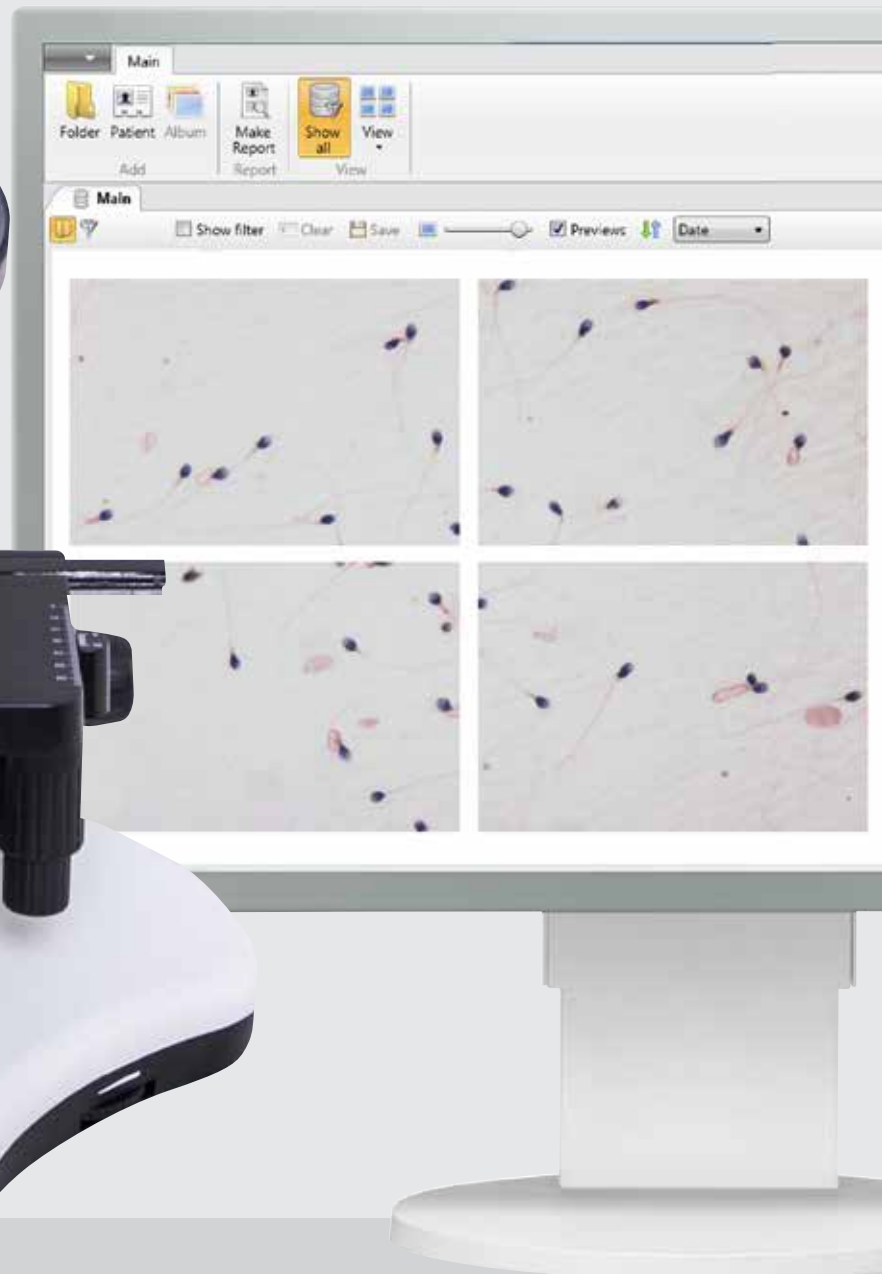 Main
Folder Patient Album Make Report Show all View
Add Report View
Main
Show filter Clear Save Previews Date